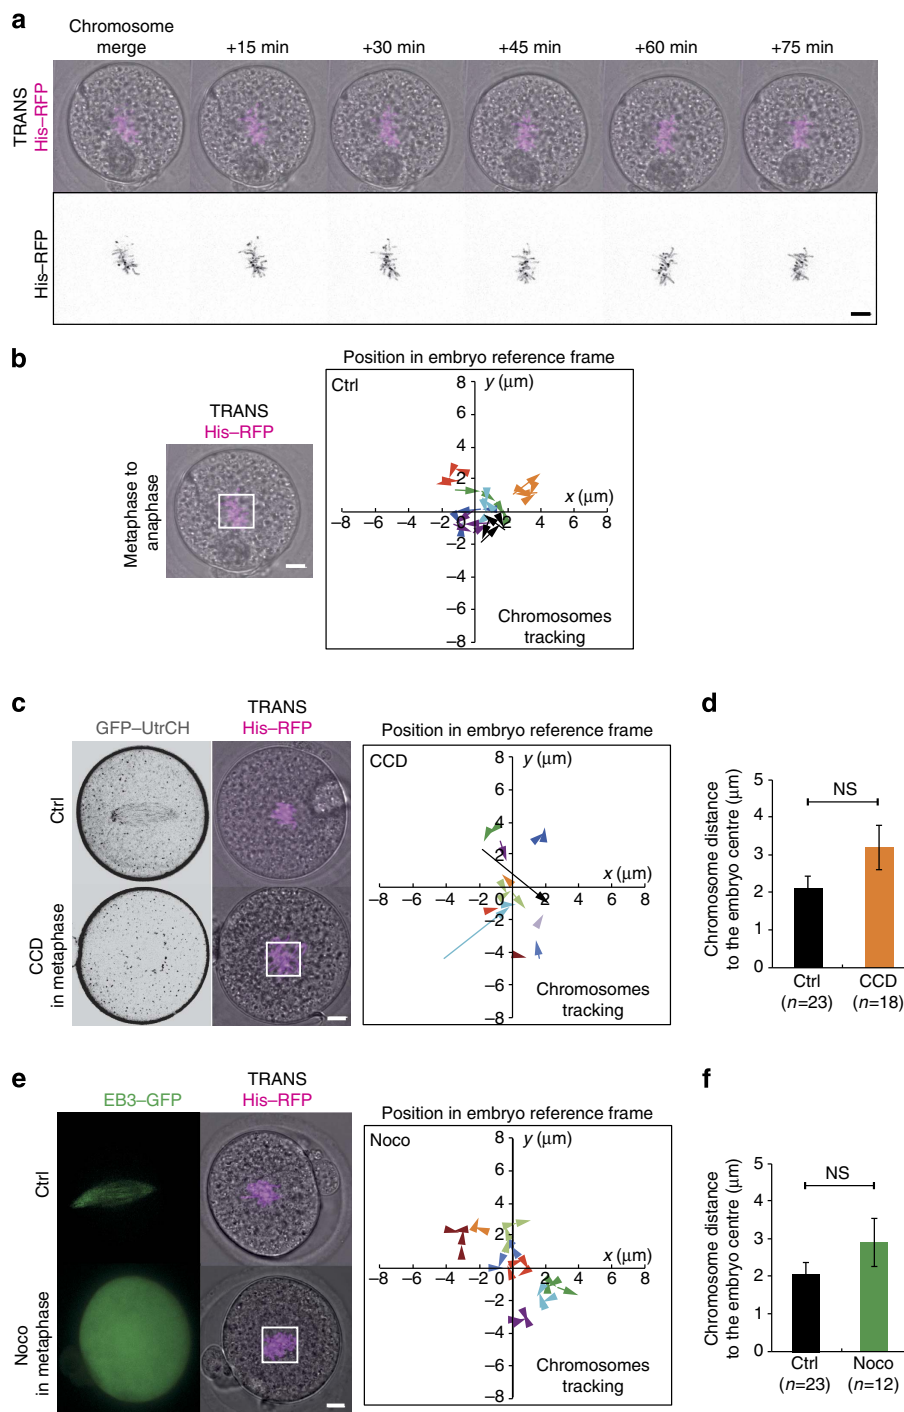 a
Chromosome
merge
+15 min
+30 min
+45 min
+60 min
+75 min
TRANS
His–RFP
His–RFP
b
TRANS
His–RFP
Metaphase to
anaphase
Position in embryo reference frame
Ctrl
y (μm)
8
6
4
2
x (μm)
–8 –6 –4 –2 0 2 4 6 8
–2
–4
–6
–8
Chromosomes
tracking
c
GFP–UtrCH
TRANS
His–RFP
Ctrl
CCD
in metaphase
Position in embryo reference frame
CCD
y (μm)
8
6
4
2
x (μm)
–8 –6 –4 –2 0 2 4 6 8
–2
–4
–6
–8
Chromosomes
tracking
d
Chromosome distance
to the embryo centre (μm)
5
4
3
2
1
0
NS
Ctrl
(n=23)
CCD
(n=18)
e
EB3–GFP
TRANS
His–RFP
Ctrl
Noco
in metaphase
Position in embryo reference frame
Noco
y (μm)
8
6
4
2
x (μm)
–8 –6 –4 –2 0 2 4 6 8
–2
–4
–6
–8
Chromosomes
tracking
f
Chromosome distance
to the embryo centre (μm)
5
4
3
2
1
0
NS
Ctrl
(n=23)
Noco
(n=12)